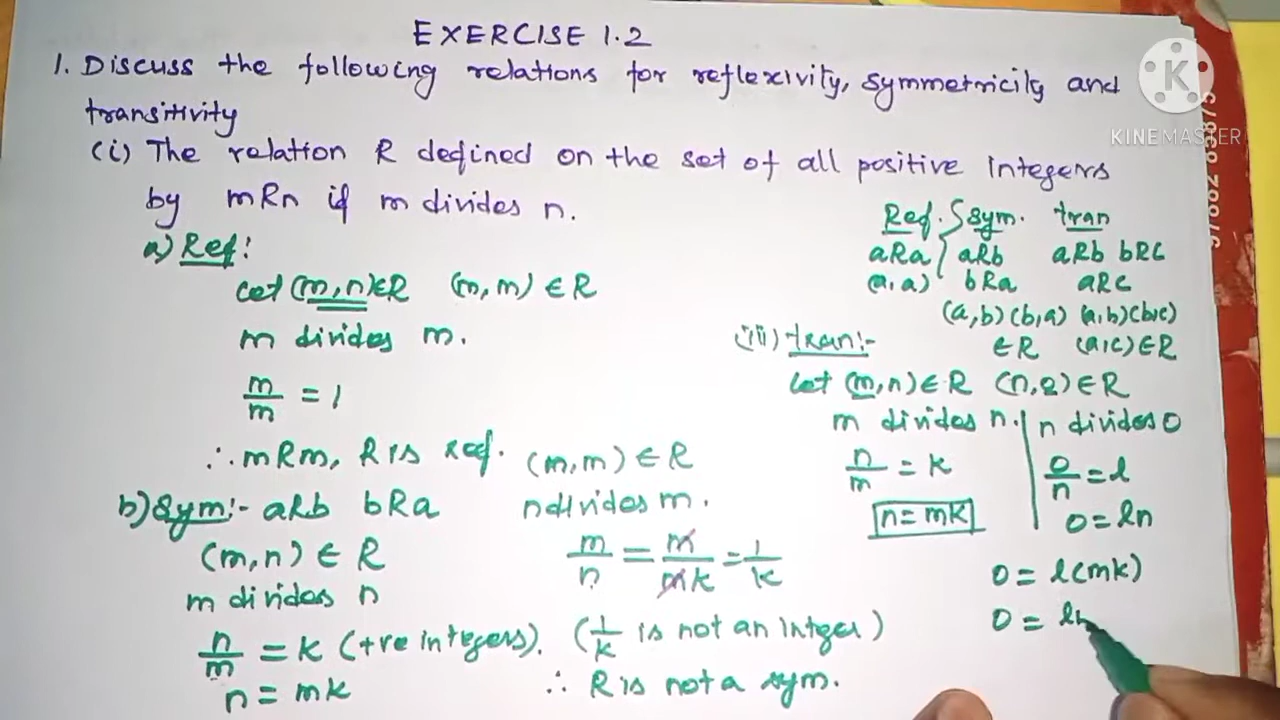 EXERCISE 1.2
1. Discuss the following relations for reflexivity, symmetricity and
transitivity
(i) The relation R defined on the set of all positive integers
by mRn if m divides n.
a) Ref:
Let (m,n)∈R (m,m) ∈ R
m divides m.
m/m = 1
∴ mRm, R is ref.
b) Sym:- aRb bRa
(m,n) ∈ R
m divides n
n/m = k (+ve integers).
n = mk
(m,m) ∈ R
n divides m.
m/n = m/mk = 1/k
(1/k is not an integer)
∴ R is not a sym.
Ref. Sym. tran
aRa aRb aRb bRc
(a,a) bRa aRc
(a,b)(b,a) (a,b)(b,c)
∈R (a,c)∈R
(iii) tran:-
Let (m,n)∈R (n,o)∈R
m divides n. n divides o
n/m = k o/n = l
n = mk o = ln
o = l(mk)
o =
KINEMASTER